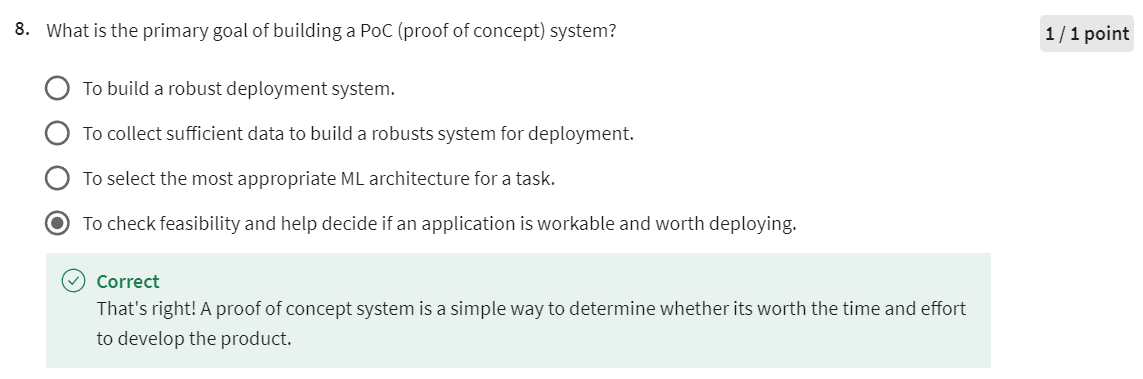 8. What is the primary goal of building a PoC (proof of concept) system?
1 / 1 point
To build a robust deployment system.
To collect sufficient data to build a robusts system for deployment.
To select the most appropriate ML architecture for a task.
To check feasibility and help decide if an application is workable and worth deploying.
Correct
That's right! A proof of concept system is a simple way to determine whether its worth the time and effort
to develop the product.